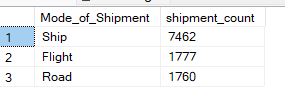 Mode_of_Shipment shipment_count
1 Ship 7462
2 Flight 1777
3 Road 1760